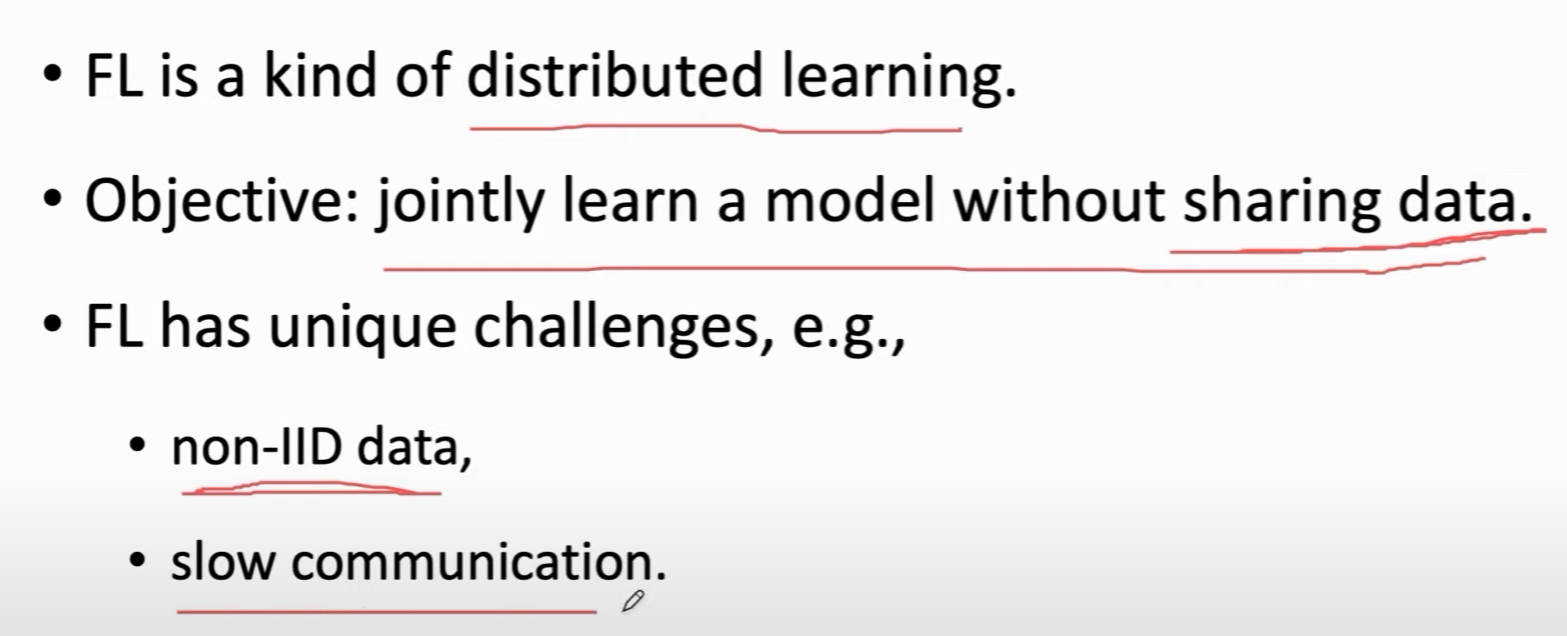 • FL is a kind of distributed learning.
• Objective: jointly learn a model without sharing data.
• FL has unique challenges, e.g.,
• non-IID data,
• slow communication.